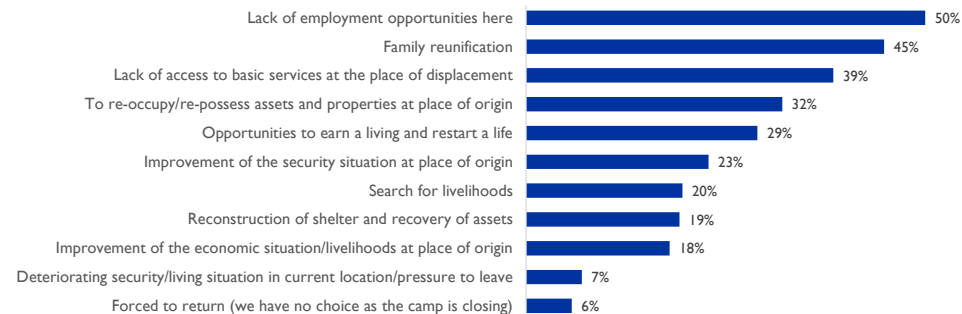 Lack of employment opportunities here 50%
Family reunification 45%
Lack of access to basic services at the place of displacement 39%
To re-occupy/re-possess assets and properties at place of origin 32%
Opportunities to earn a living and restart a life 29%
Improvement of the security situation at place of origin 23%
Search for livelihoods 20%
Reconstruction of shelter and recovery of assets 19%
Improvement of the economic situation/livelihoods at place of origin 18%
Deteriorating security/living situation in current location/pressure to leave 7%
Forced to return (we have no choice as the camp is closing) 6%